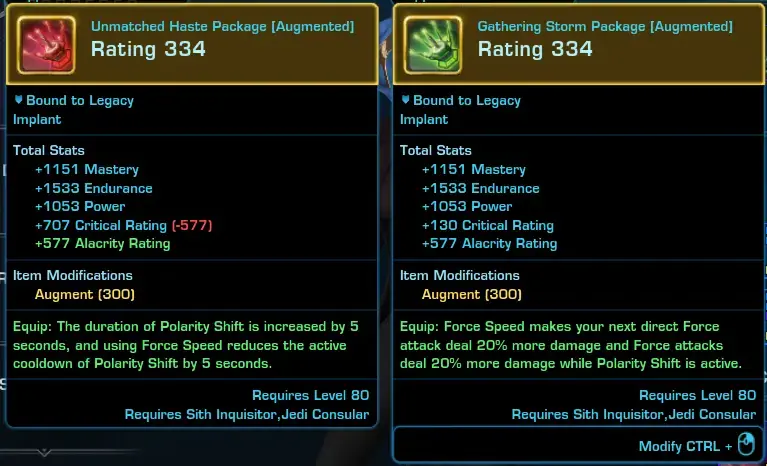 Unmatched Haste Package [Augmented]
Rating 334
Bound to Legacy
Implant
Total Stats
+1151 Mastery
+1533 Endurance
+1053 Power
+707 Critical Rating (-577)
+577 Alacrity Rating
Item Modifications
Augment (300)
Equip: The duration of Polarity Shift is increased by 5
seconds, and using Force Speed reduces the active
cooldown of Polarity Shift by 5 seconds.
Requires Level 80
Requires Sith Inquisitor,Jedi Consular
Gathering Storm Package [Augmented]
Rating 334
Bound to Legacy
Implant
Total Stats
+1151 Mastery
+1533 Endurance
+1053 Power
+130 Critical Rating
+577 Alacrity Rating
Item Modifications
Augment (300)
Equip: Force Speed makes your next direct Force
attack deal 20% more damage and Force attacks
deal 20% more damage while Polarity Shift is active.
Requires Level 80
Requires Sith Inquisitor,Jedi Consular
Modify CTRL +